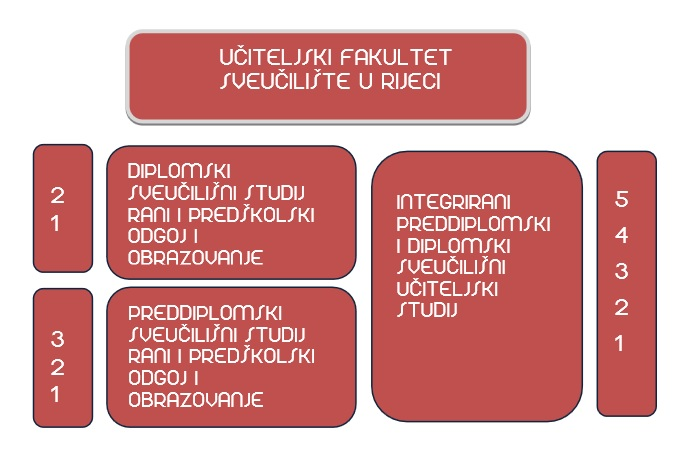 UČITELJSKI FAKULTET
SVEUČILIŠTE U RIJECI
2
1
DIPLOMSKI
SVEUČILIŠNI STUDIJ
RANI I PREDŠKOLSKI
ODGOJ I
OBRAZOVANJE
3
2
1
PREDDIPLOMSKI
SVEUČILIŠNI STUDIJ
RANI I PREDŠKOLSKI
ODGOJ I
OBRAZOVANJE
INTEGRIRANI
PREDDIPLOMSKI
I DIPLOMSKI
SVEUČILIŠNI
UČITELJSKI
STUDIJ
5
4
3
2
1